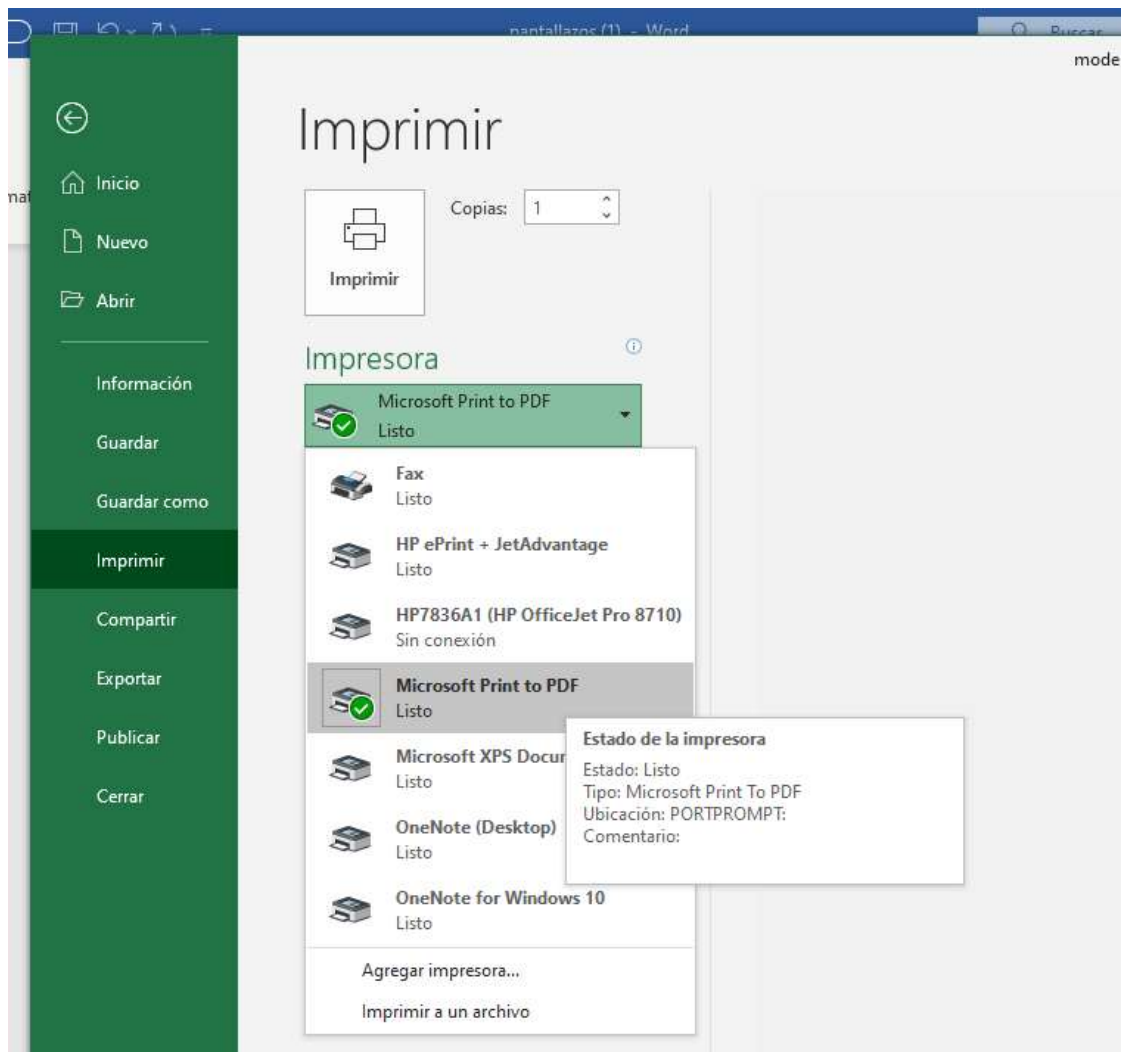 pantallazos (1) - Word
Buscar
mode
Imprimir
Inicio
Nuevo
Abrir
Información
Guardar
Guardar como
Imprimir
Compartir
Exportar
Publicar
Cerrar
Copias: 1
Imprimir
Impresora
Microsoft Print to PDF
Listo
Fax
Listo
HP ePrint + JetAdvantage
Listo
HP7836A1 (HP OfficeJet Pro 8710)
Sin conexión
Microsoft Print to PDF
Listo
Estado de la impresora
Estado: Listo
Tipo: Microsoft Print To PDF
Ubicación: PORTPROMPT:
Comentario:
Microsoft XPS Docu
Listo
OneNote (Desktop)
Listo
OneNote for Windows 10
Listo
Agregar impresora...
Imprimir a un archivo